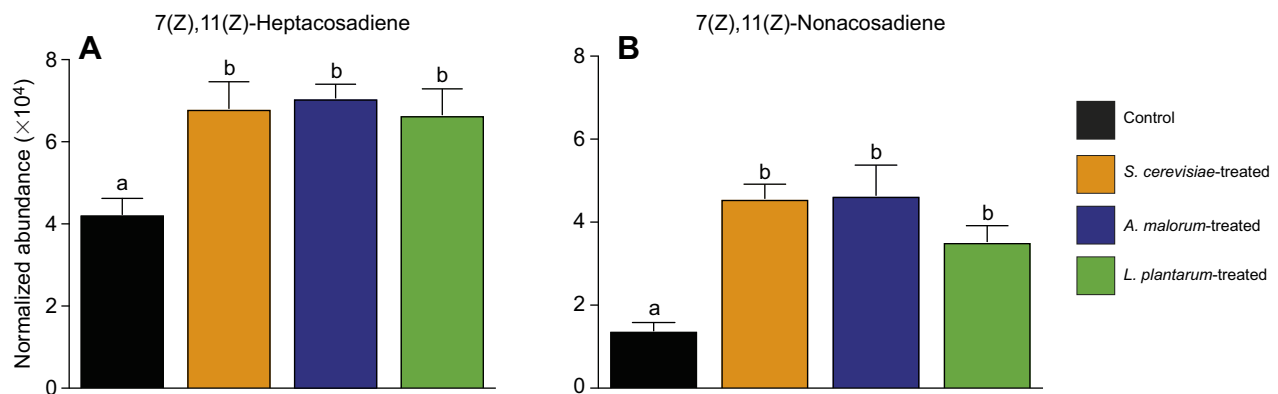 7(Z),11(Z)-Heptacosadiene
A
8
6
4
2
0
Normalized abundance (×10⁴)
a
b
b
b
7(Z),11(Z)-Nonacosadiene
B
8
6
4
2
0
a
b
b
b
Control
S. cerevisiae-treated
A. malorum-treated
L. plantarum-treated